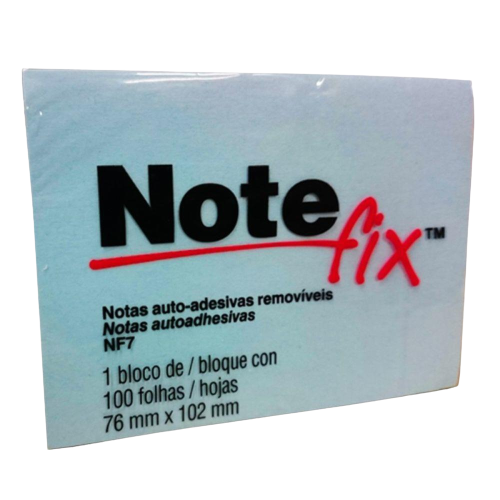 Note fix™
Notas auto-adesivas removíveis
Notas autoadhesivas
NF7
1 bloco de / bloque con
100 folhas / hojas
76 mm x 102 mm